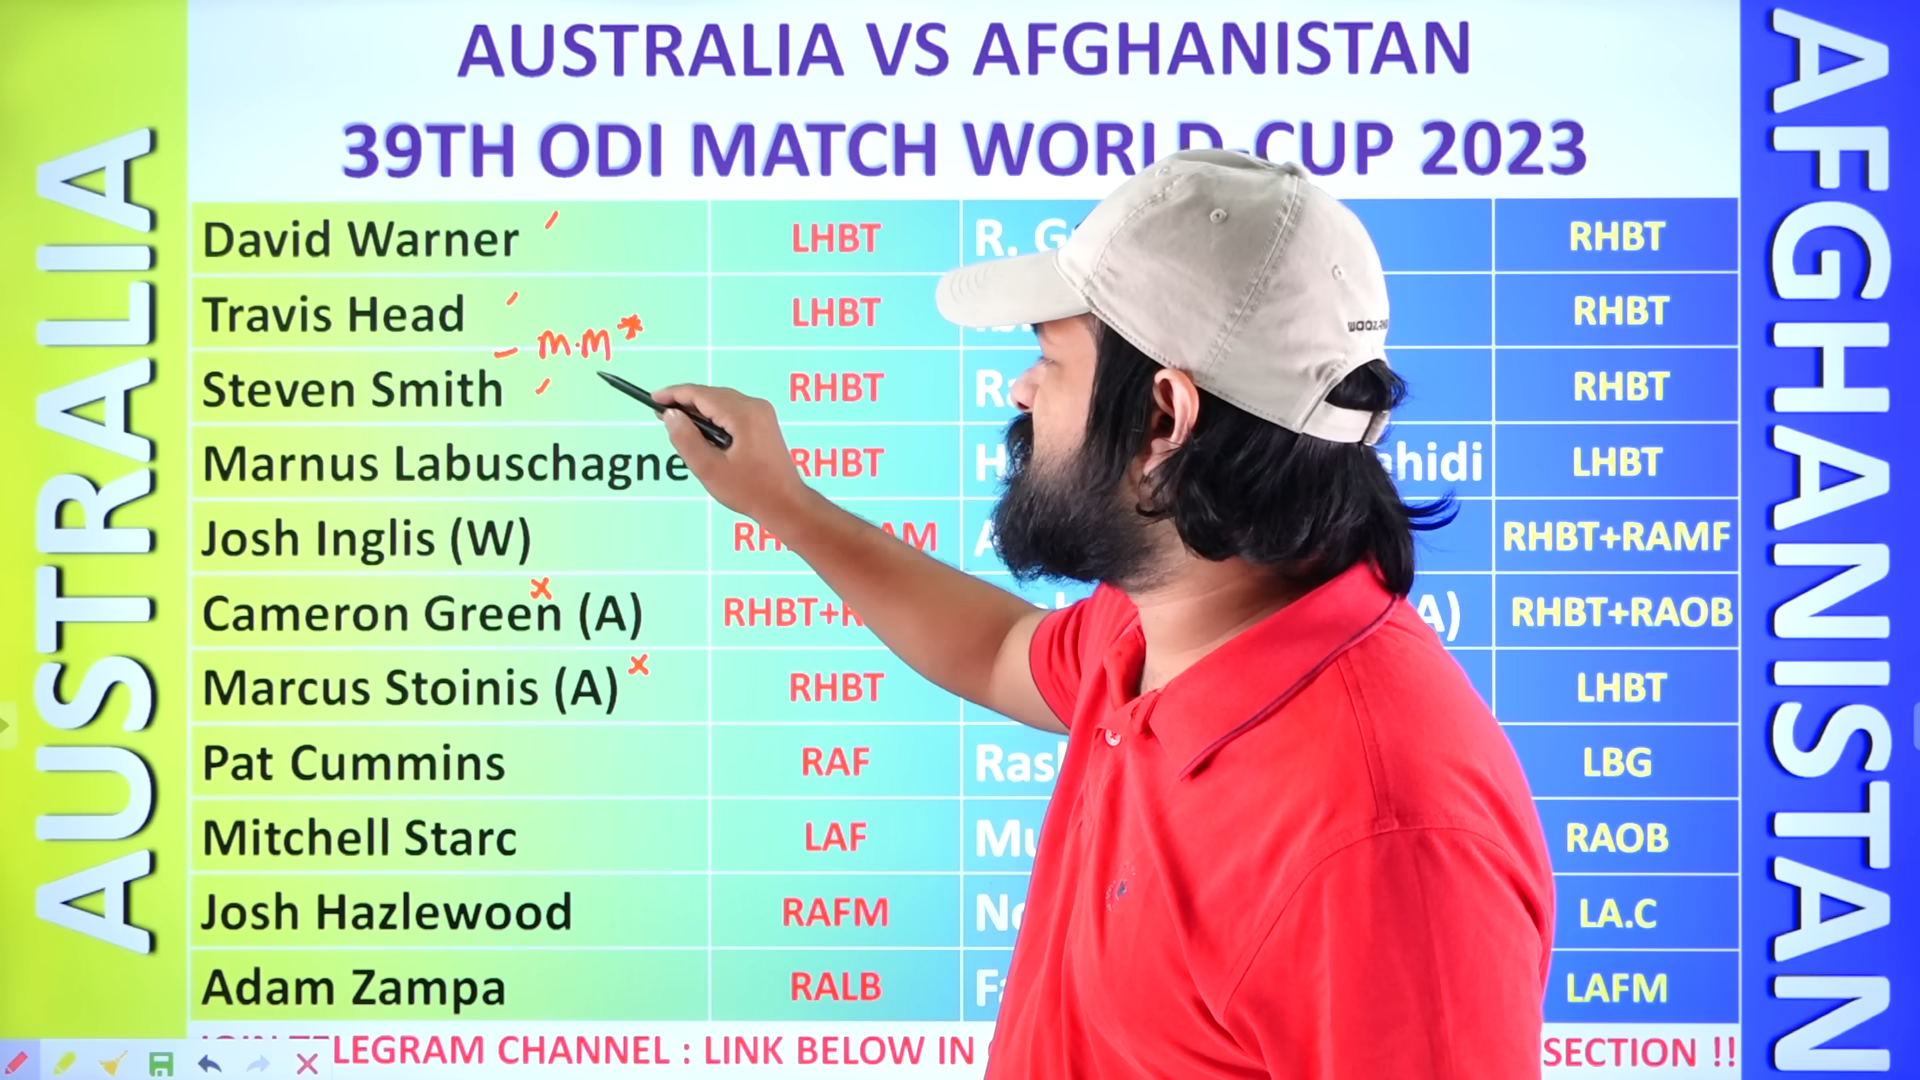 AUSTRALIA VS AFGHANISTAN
39TH ODI MATCH WORLD CUP 2023
AUSTRALIA
AFGHANISTAN
David Warner LHBT R. RHBT
Travis Head LHBT RHBT
M.M*
Steven Smith RHBT RHBT
Marnus Labuschagne RHBT LHBT
Josh Inglis (W) RHBT+RAMF
x
Cameron Green (A) RHBT+RAOB
Marcus Stoinis (A) x RHBT LHBT
Pat Cummins RAF LBG
Mitchell Starc LAF RAOB
Josh Hazlewood RAFM LA.C
Adam Zampa RALB LAFM
CHANNEL : LINK BELOW IN SECTION !!